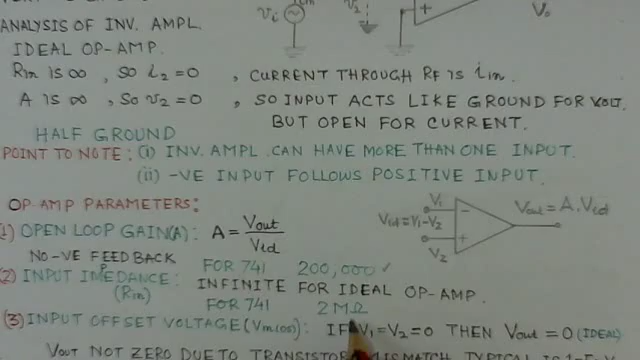 Vi
V2
+
Vo
ANALYSIS OF INV. AMPL.
IDEAL OP-AMP.
Rin IS ∞ , SO i2 = 0 , CURRENT THROUGH RF IS iin.
A IS ∞ , SO V2 = 0 , SO INPUT ACTS LIKE GROUND FOR VOLT.
BUT OPEN FOR CURRENT.
HALF GROUND
POINT TO NOTE: (i) INV. AMPL. CAN HAVE MORE THAN ONE INPUT.
(ii) -VE INPUT FOLLOWS POSITIVE INPUT.
OP-AMP PARAMETERS:
V1 - Vout = A.Vid
Vid = V1-V2
V2 +
(1) OPEN LOOP GAIN(A): A = Vout/Vid
NO -VE FEEDBACK FOR 741 200,000 ✓
(2) INPUT IMPEDANCE: INFINITE FOR IDEAL OP-AMP.
(Rin) FOR 741 2MΩ
(3) INPUT OFFSET VOLTAGE (Vin(os)): IF V1=V2=0 THEN Vout=0 (IDEAL)
VOUT NOT ZERO DUE TO TRANSISTOR MISMATCH TYPICAL